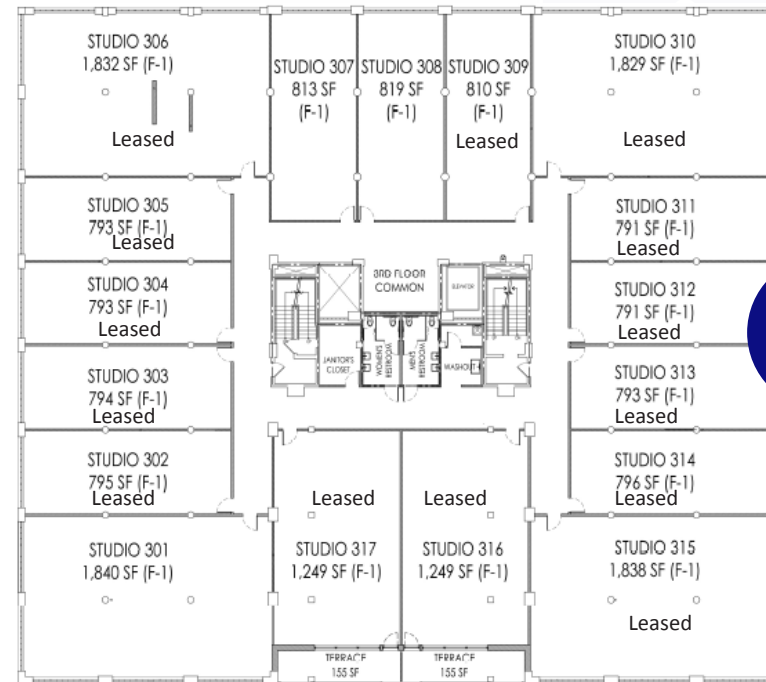 STUDIO 306
1,832 SF (F-1)
Leased
STUDIO 307
813 SF
(F-1)
STUDIO 308
819 SF
(F-1)
STUDIO 309
810 SF
(F-1)
Leased
STUDIO 310
1,829 SF (F-1)
Leased
STUDIO 305
793 SF (F-1)
Leased
STUDIO 311
791 SF (F-1)
Leased
STUDIO 304
793 SF (F-1)
Leased
3RD FLOOR
COMMON
ELEVATOR
STUDIO 312
791 SF (F-1)
Leased
STUDIO 303
794 SF (F-1)
Leased
JANITOR'S
CLOSET
WOMEN'S
RESTROOM
MEN'S
RESTROOM
WASHOUT
STUDIO 313
793 SF (F-1)
Leased
STUDIO 302
795 SF (F-1)
Leased
STUDIO 314
796 SF (F-1)
Leased
STUDIO 301
1,840 SF (F-1)
Leased
STUDIO 317
1,249 SF (F-1)
Leased
STUDIO 316
1,249 SF (F-1)
STUDIO 315
1,838 SF (F-1)
Leased
TERRACE
155 SF
TERRACE
155 SF